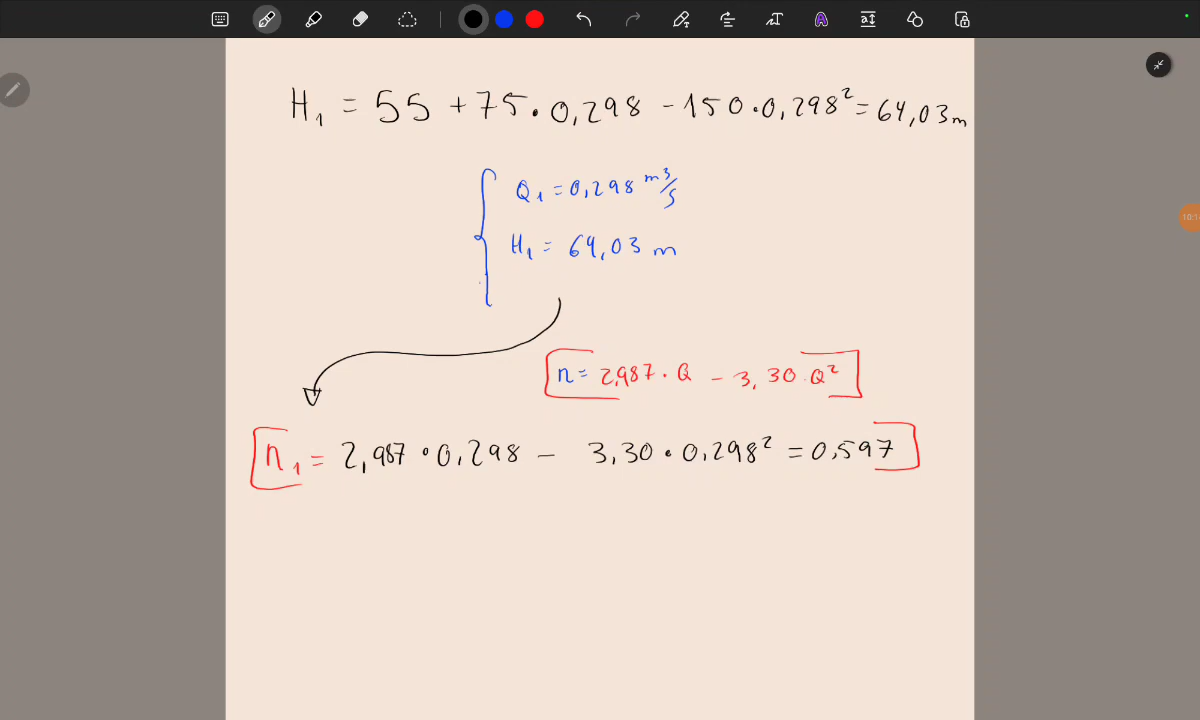 H₁ = 55 + 75 · 0,298 - 150 · 0,298² = 64,03 m
Q₁ = 0,298 m³/s
H₁ = 64,03 m
n = 2,987 · Q - 3,30 · Q²
n₁ = 2,987 · 0,298 - 3,30 · 0,298² = 0,597